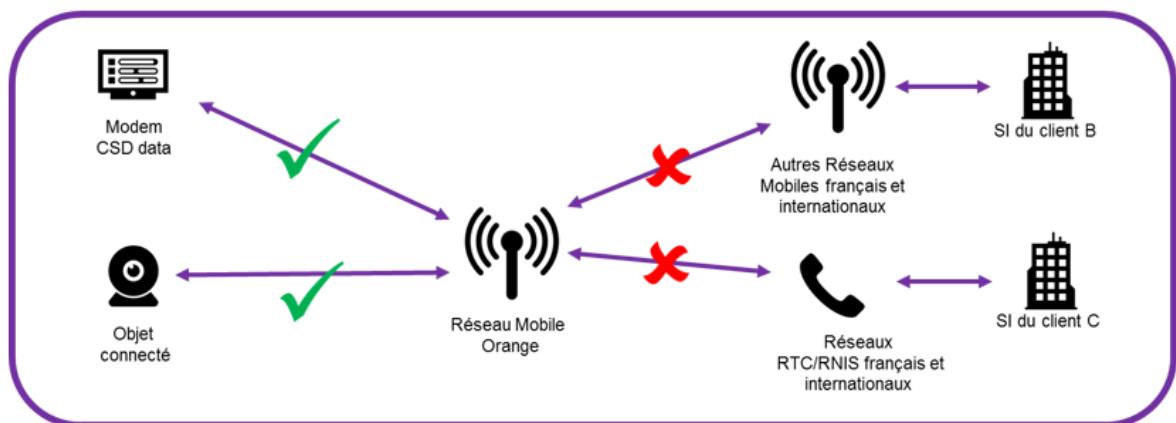 Modem
CSD data
Objet
connecté
Réseau Mobile
Orange
Autres Réseaux
Mobiles français et
internationaux
SI du client B
Réseaux
RTC/RNIS français et
internationaux
SI du client C